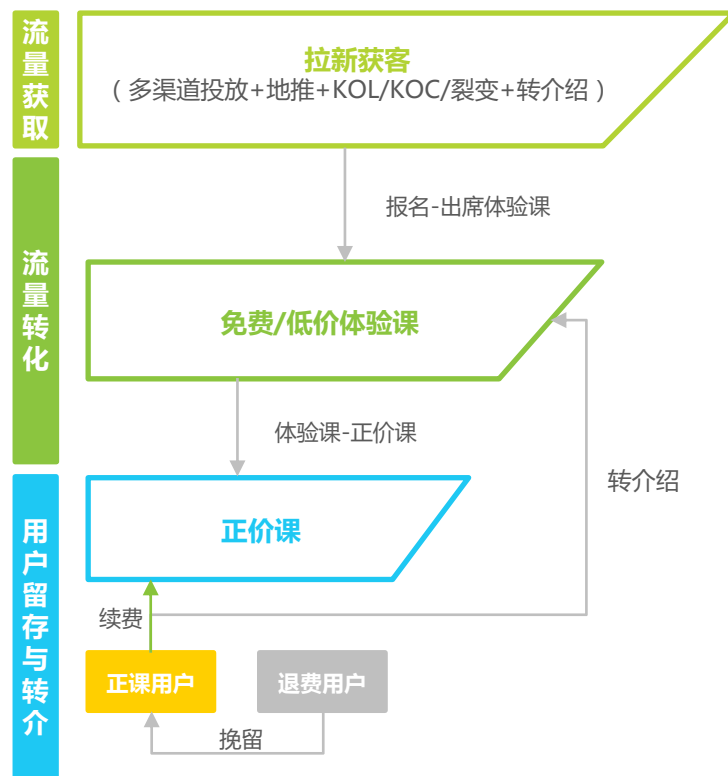 流量获取
拉新获客
（多渠道投放+地推+KOL/KOC/裂变+转介绍）
报名-出席体验课
流量转化
免费/低价体验课
体验课-正价课
转介绍
用户留存与转介
正价课
续费
正课用户
退费用户
挽留